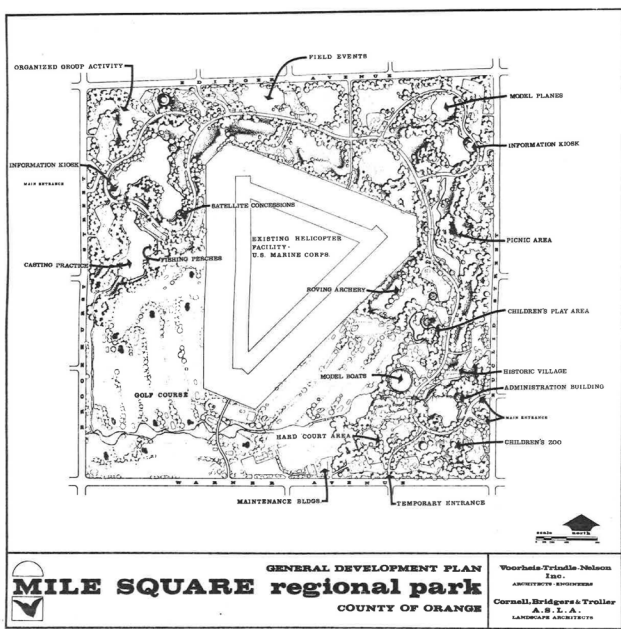 FIELD EVENTS
EDINGER AVENUE
ORGANIZED GROUP ACTIVITY
MODEL PLANES
INFORMATION KIOSK
INFORMATION KIOSK
MAIN ENTRANCE
SATELLITE CONCESSIONS
EXISTING HELICOPTER
FACILITY-
U.S. MARINE CORPS.
PICNIC AREA
CASTING PRACTICE
FISHING PERCHES
ROVING ARCHERY
CHILDREN'S PLAY AREA
MODEL BOATS
HISTORIC VILLAGE
ADMINISTRATION BUILDING
GOLF COURSE
MAIN ENTRANCE
HARD COURT AREA
CHILDREN'S ZOO
WARNER AVENUE
MAINTENANCE BLDGS.
TEMPORARY ENTRANCE
scale north
GENERAL DEVELOPMENT PLAN
MILE SQUARE regional park
COUNTY OF ORANGE
Voorheis-Trindle-Nelson
Inc.
ARCHITECTS-ENGINEERS
Cornell, Bridgers & Troller
A.S.L.A.
LANDSCAPE ARCHITECTS